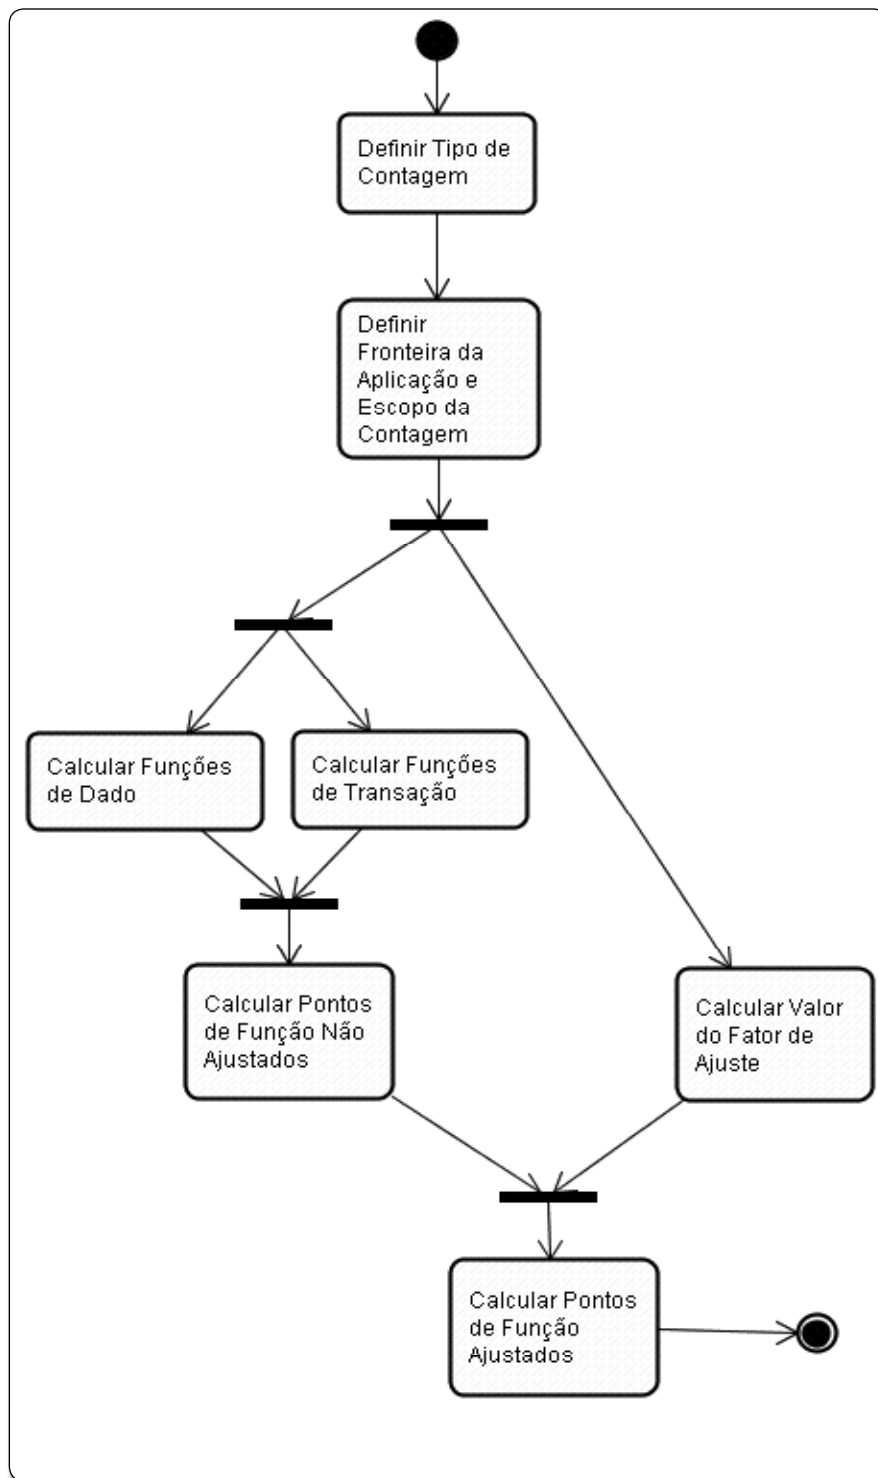 Definir Tipo de
Contagem
Definir
Fronteira da
Aplicação e
Escopo da
Contagem
Calcular Funções
de Dado
Calcular Funções
de Transação
Calcular Pontos
de Função Não
Ajustados
Calcular Valor
do Fator de
Ajuste
Calcular Pontos
de Função
Ajustados